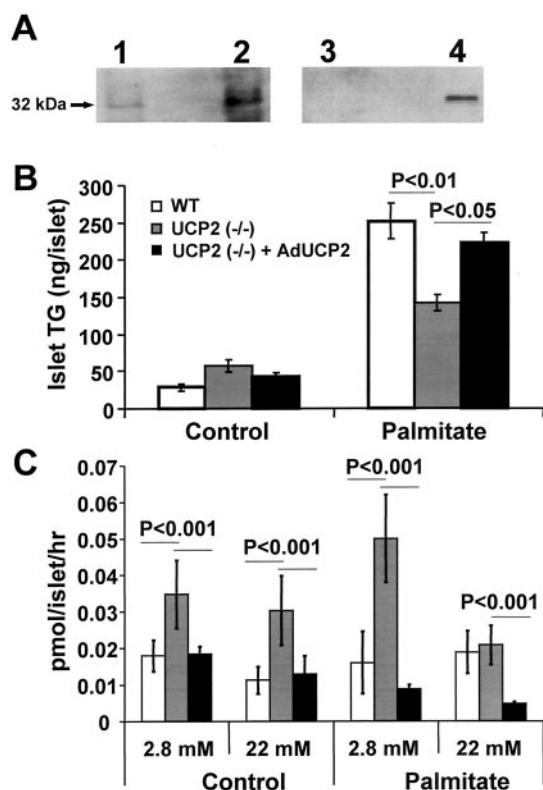 A
1 2 3 4
32 kDa
B
P<0.01
P<0.05
WT
UCP2 (-/-)
UCP2 (-/-) + AdUCP2
Islet TG (ng/islet)
300
250
200
150
100
50
0
Control Palmitate
C
pmol/islet/hr
0.07
0.06
0.05
0.04
0.03
0.02
0.01
0
P<0.001
P<0.001
P<0.001
P<0.001
2.8 mM 22 mM 2.8 mM 22 mM
Control Palmitate